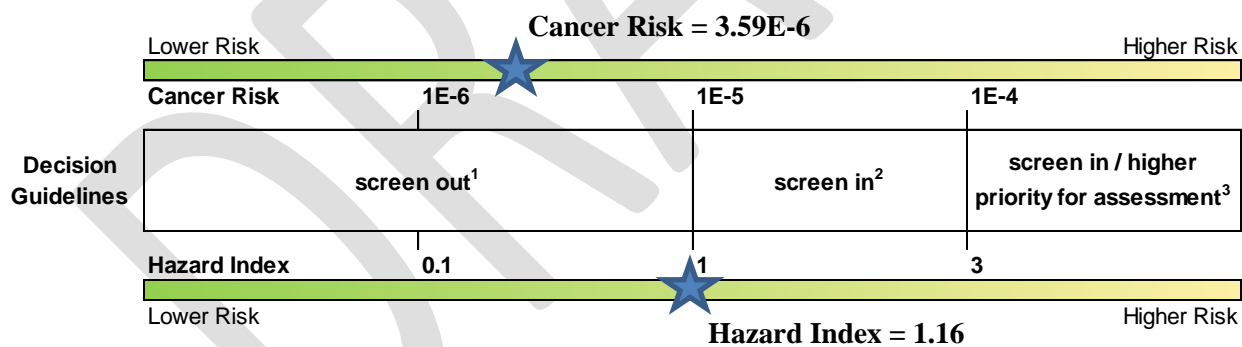 Cancer Risk = 3.59E-6
Lower Risk Higher Risk
Cancer Risk 1E-6 1E-5 1E-4
Decision Guidelines
screen out1
screen in2
screen in / higher
priority for assessment3
Hazard Index 0.1 1 3
Lower Risk Higher Risk
Hazard Index = 1.16